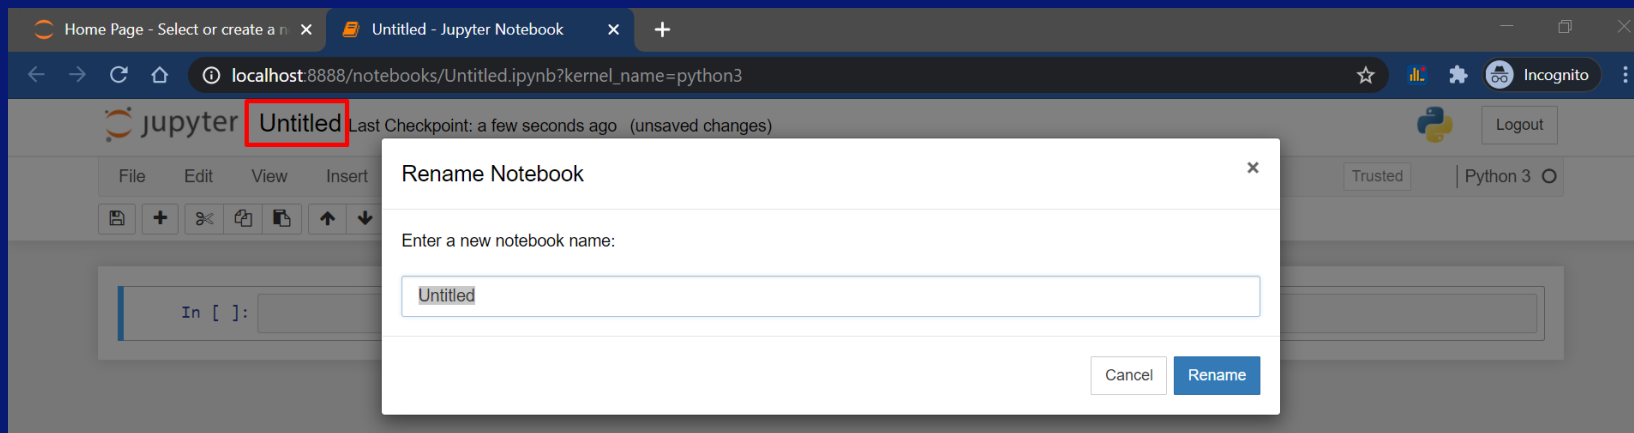 Home Page - Select or create a n
Untitled - Jupyter Notebook
localhost:8888/notebooks/Untitled.ipynb?kernel_name=python3
Incognito
jupyter Untitled Last Checkpoint: a few seconds ago (unsaved changes)
Logout
File Edit View Insert
Trusted
Python 3
Rename Notebook
Enter a new notebook name:
Untitled
In [ ]:
Cancel Rename